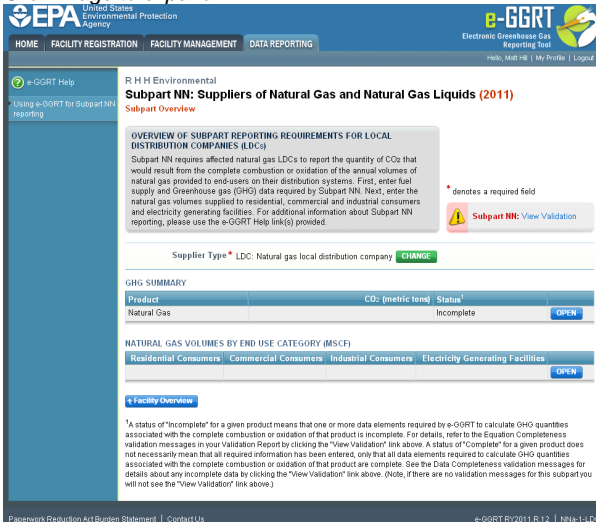 EPA United States
Environmental Protection
Agency
e-GGRT
Electronic Greenhouse Gas
Reporting Tool
HOME FACILITY REGISTRATION FACILITY MANAGEMENT DATA REPORTING
Hello, Matt Hill | My Profile | Logout
? e-GGRT Help
Using e-GGRT for Subpart NN
reporting
R H H Environmental
Subpart NN: Suppliers of Natural Gas and Natural Gas Liquids (2011)
Subpart Overview
OVERVIEW OF SUBPART REPORTING REQUIREMENTS FOR LOCAL
DISTRIBUTION COMPANIES (LDCs)
Subpart NN requires affected natural gas LDCs to report the quantity of CO2 that
would result from the complete combustion or oxidation of the annual volumes of
natural gas provided to end-users on their distribution systems. First, enter fuel
supply and Greenhouse gas (GHG) data required by Subpart NN. Next, enter the
natural gas volumes supplied to residential, commercial and industrial consumers
and electricity generating facilities. For additional information about Subpart NN
reporting, please use the e-GGRT Help link(s) provided.
* denotes a required field
Subpart NN: View Validation
Supplier Type * LDC: Natural gas local distribution company CHANGE
GHG SUMMARY
Product CO2 (metric tons) Status1
Natural Gas Incomplete OPEN
NATURAL GAS VOLUMES BY END USE CATEGORY (MSCF)
Residential Consumers Commercial Consumers Industrial Consumers Electricity Generating Facilities
OPEN
Facility Overview
1A status of "Incomplete" for a given product means that one or more data elements required by e-GGRT to calculate GHG quantities
associated with the complete combustion or oxidation of that product is incomplete. For details, refer to the Equation Completeness
validation messages in your Validation Report by clicking the "View Validation" link above. A status of "Complete" for a given product does
not necessarily mean that all required information has been entered, only that all data elements required to calculate GHG quantities
associated with the complete combustion or oxidation of that product are complete. See the Data Completeness validation messages for
details about any incomplete data by clicking the "View Validation" link above. (Note, if there are no validation messages for this subpart you
will not see the "View Validation" link above.)
Paperwork Reduction Act Burden Statement | Contact Us
e-GGRT RY2011.R.12 | NNa-1-LD